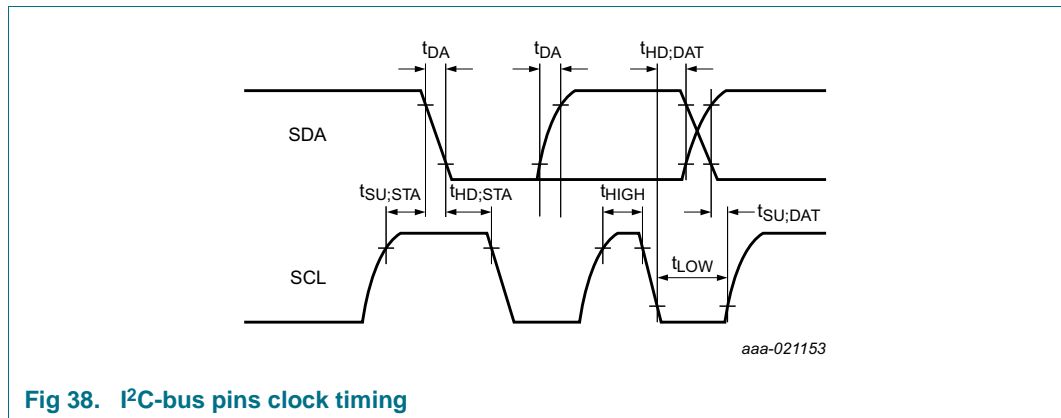 tDA tDA tHD;DAT
SDA
tSU;STA tHD;STA tHIGH tSU;DAT
SCL tLOW
aaa-021153
Fig 38. I²C-bus pins clock timing